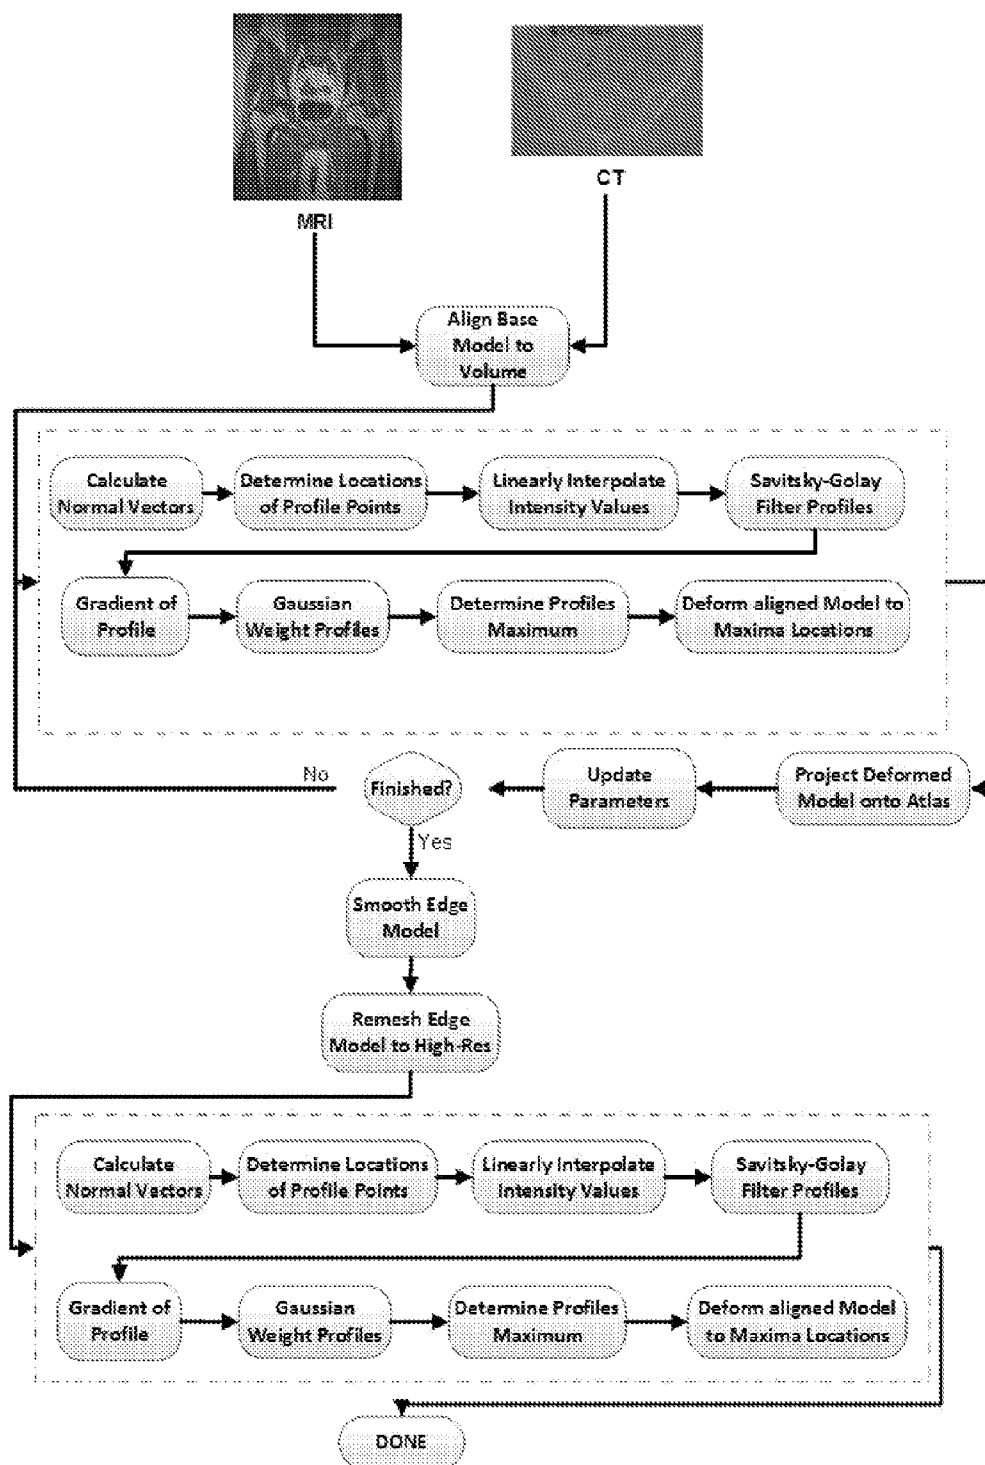 MRI
CT
Align Base
Model to
Volume
Calculate
Normal Vectors
Determine Locations
of Profile Points
Linearly Interpolate
Intensity Values
Savitsky-Golay
Filter Profiles
Gradient of
Profile
Gaussian
Weight Profiles
Determine Profiles
Maximum
Deform aligned Model to
Maxima Locations
No
Finished?
Update
Parameters
Project Deformed
Model onto Atlas
Yes
Smooth Edge
Model
Remesh Edge
Model to High-Res
Calculate
Normal Vectors
Determine Locations
of Profile Points
Linearly Interpolate
Intensity Values
Savitsky-Golay
Filter Profiles
Gradient of
Profile
Gaussian
Weight Profiles
Determine Profiles
Maximum
Deform aligned Model
to Maxima Locations
DONE